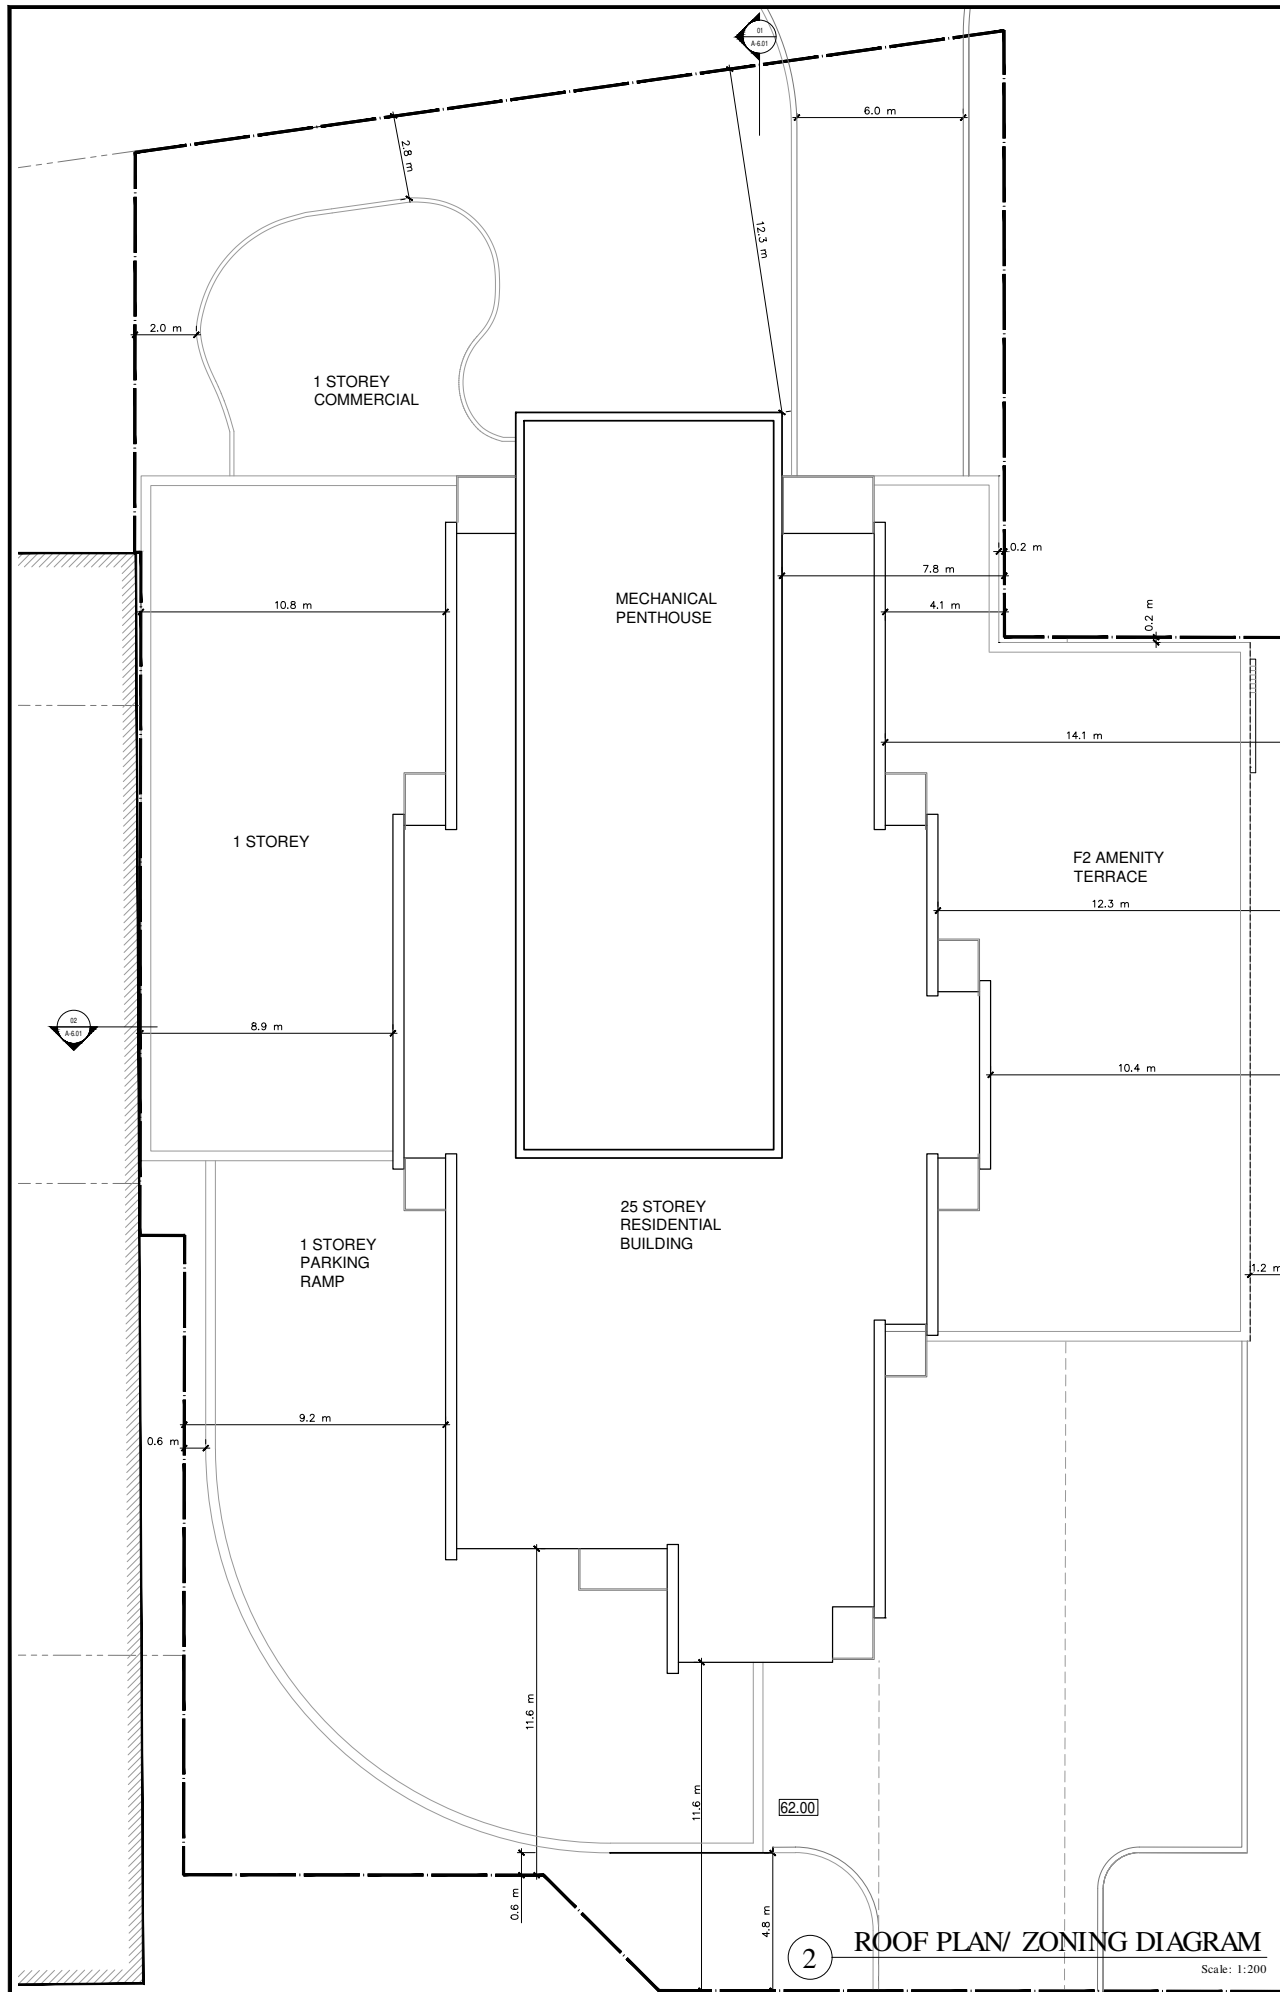 01
A-6.01
6.0 m
2.8 m
12.3 m
2.0 m
1 STOREY
COMMERCIAL
0.2 m
7.8 m
MECHANICAL
PENTHOUSE
10.8 m
4.1 m
0.2 m
14.1 m
1 STOREY
F2 AMENITY
TERRACE
12.3 m
02
A-6.01
8.9 m
10.4 m
25 STOREY
RESIDENTIAL
BUILDING
1 STOREY
PARKING
RAMP
1.2 m
9.2 m
0.6 m
11.6 m
11.6 m
62.00
0.6 m
4.8 m
2
ROOF PLAN/ ZONING DIAGRAM
Scale: 1:200